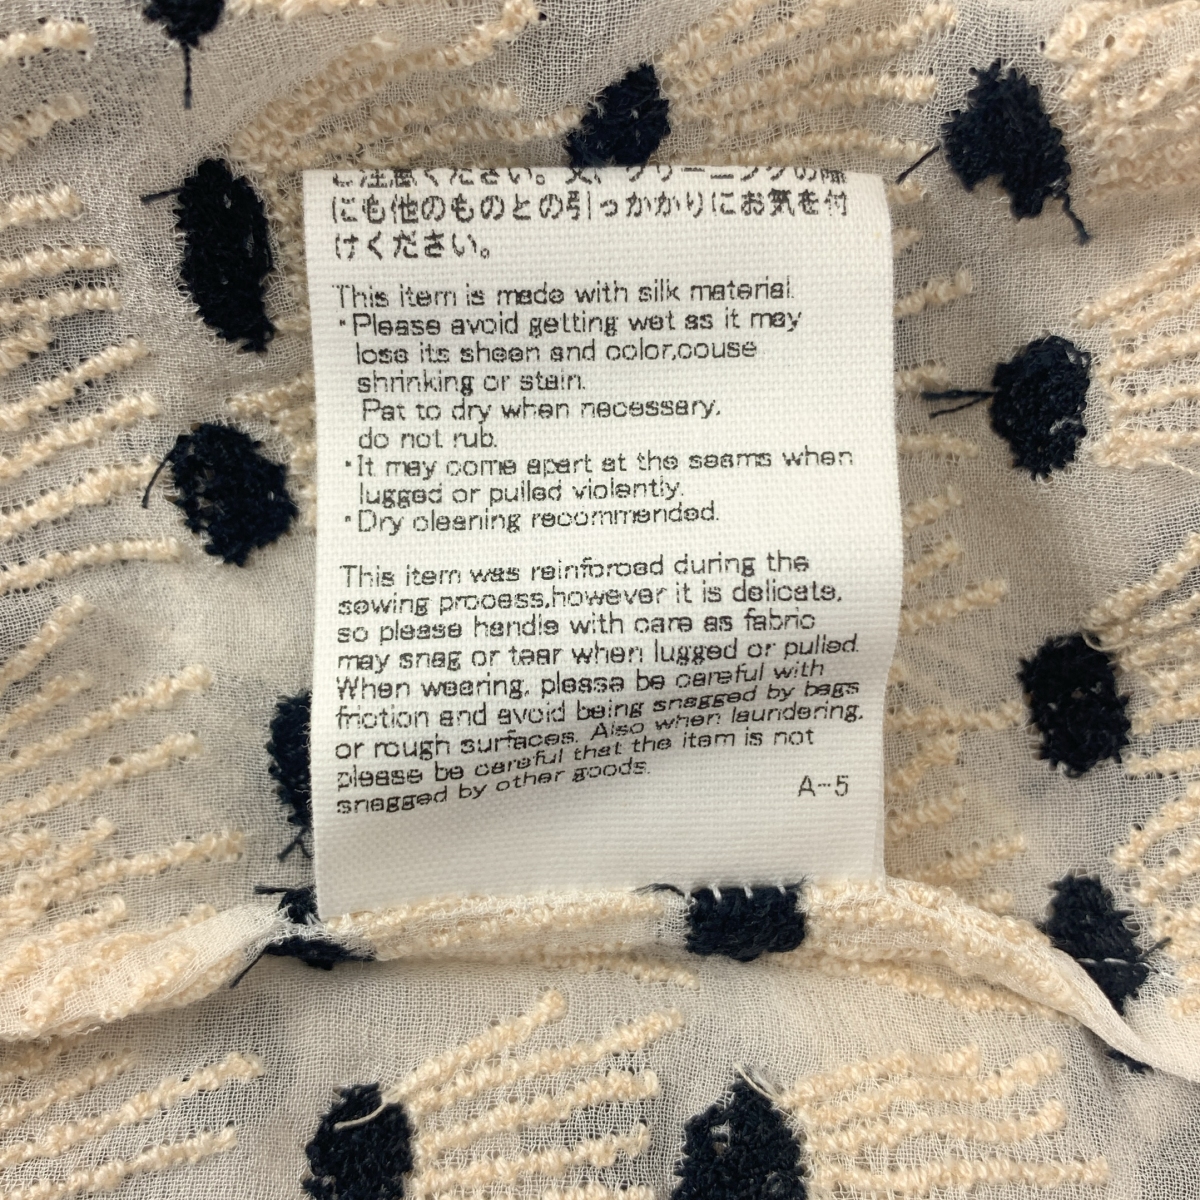 ご注意ください。又、クリーニングの際
にも他のものとの引っかかりにお気を付
けください。
This item is made with silk material.
・Please avoid getting wet as it may
lose its sheen and color,couse
shrinking or stain.
Pat to dry when necessary,
do not rub.
・It may come apart at the seams when
lugged or pulled violently.
・Dry cleaning recommended.
This item was reinforced during the
sewing process,however it is delicate,
so please handle with care as fabric
may snag or tear when lugged or pulled.
When wearing, please be careful with
friction and avoid being snagged by bags
or rough surfaces. Also when laundering,
please be careful that the item is not
snagged by other goods.
A-5